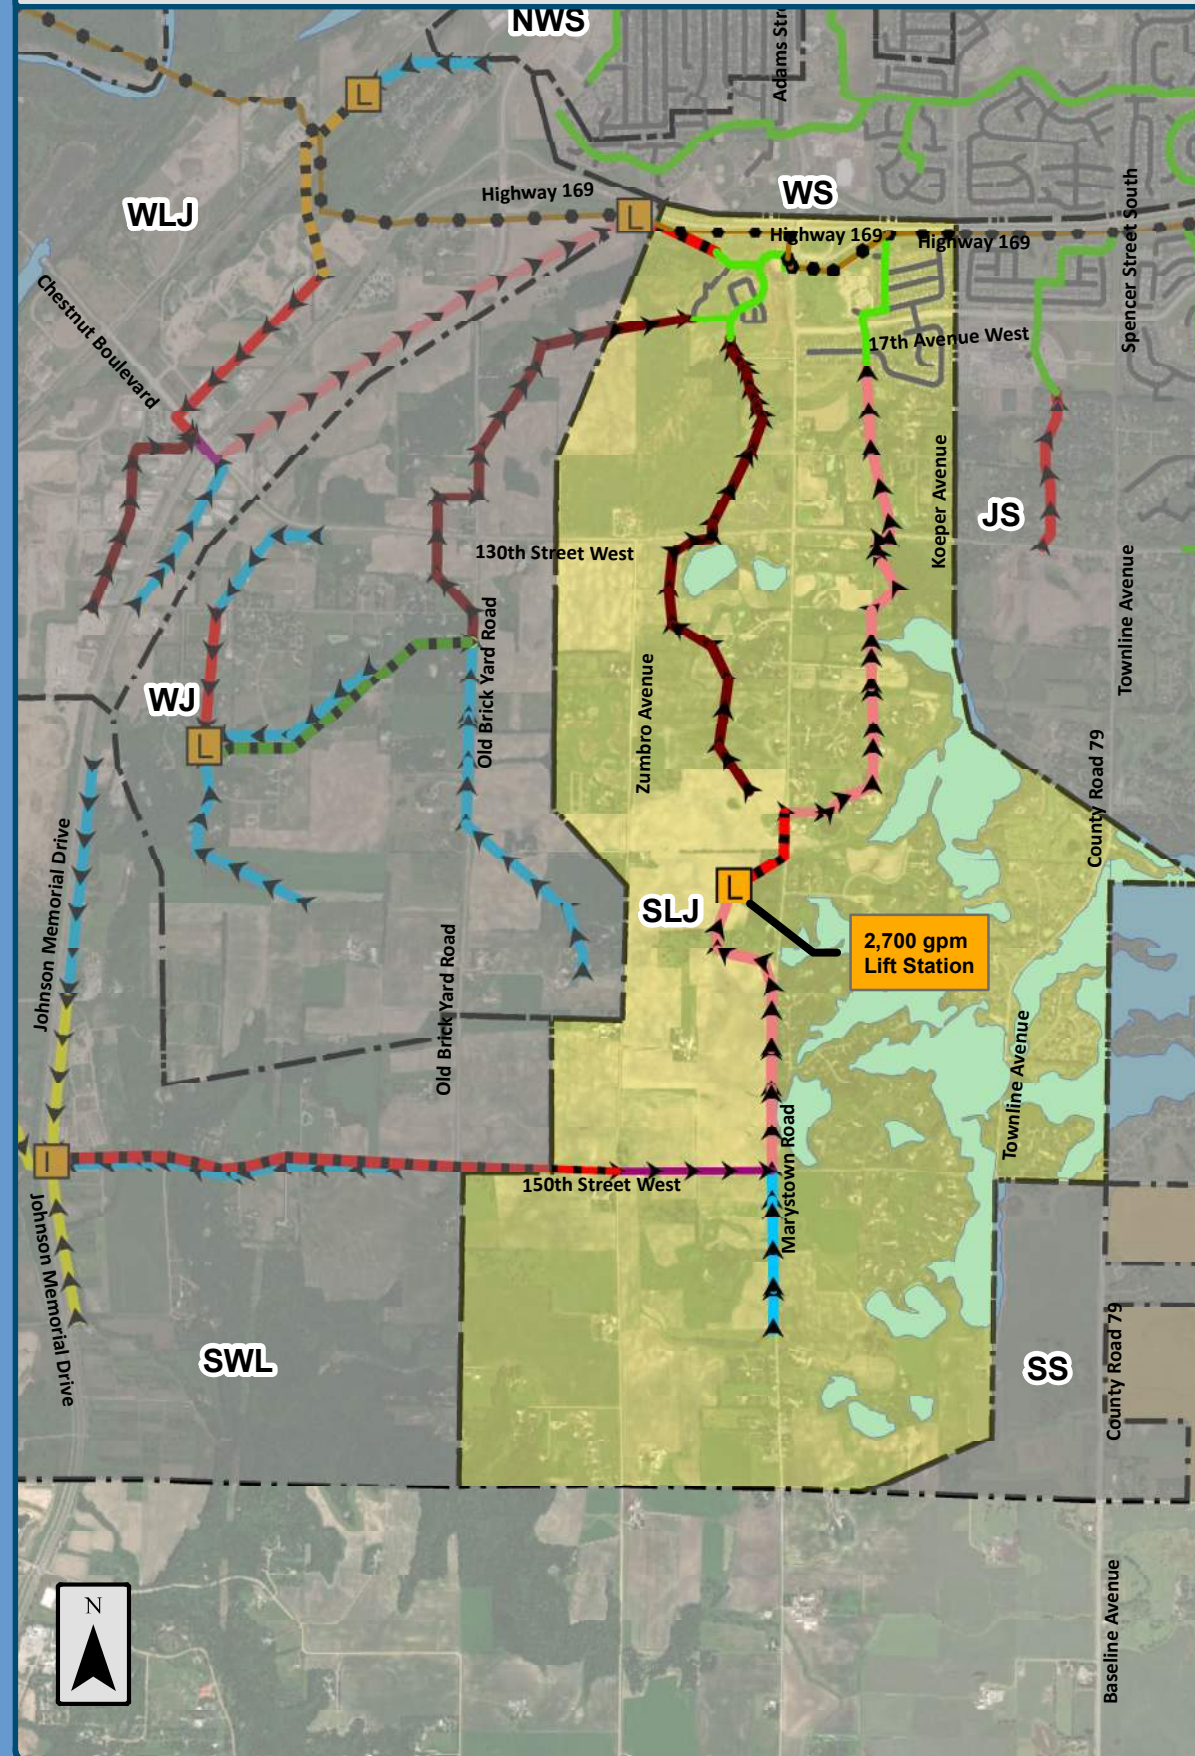 NWS
Adams Str
L
Highway 169
WS
WLJ
L
Highway 169
Highway 169
Spencer Street South
Chestnut Boulevard
17th Avenue West
Koeper Avenue
JS
130th Street West
Townline Avenue
Old Brick Yard Road
Zumbro Avenue
WJ
L
County Road 79
Johnson Memorial Drive
L
SLJ
2,700 gpm
Lift Station
Old Brick Yard Road
Townline Avenue
Marystown Road
I
150th Street West
Johnson Memorial Drive
SWL
SS
County Road 79
Baseline Avenue
N